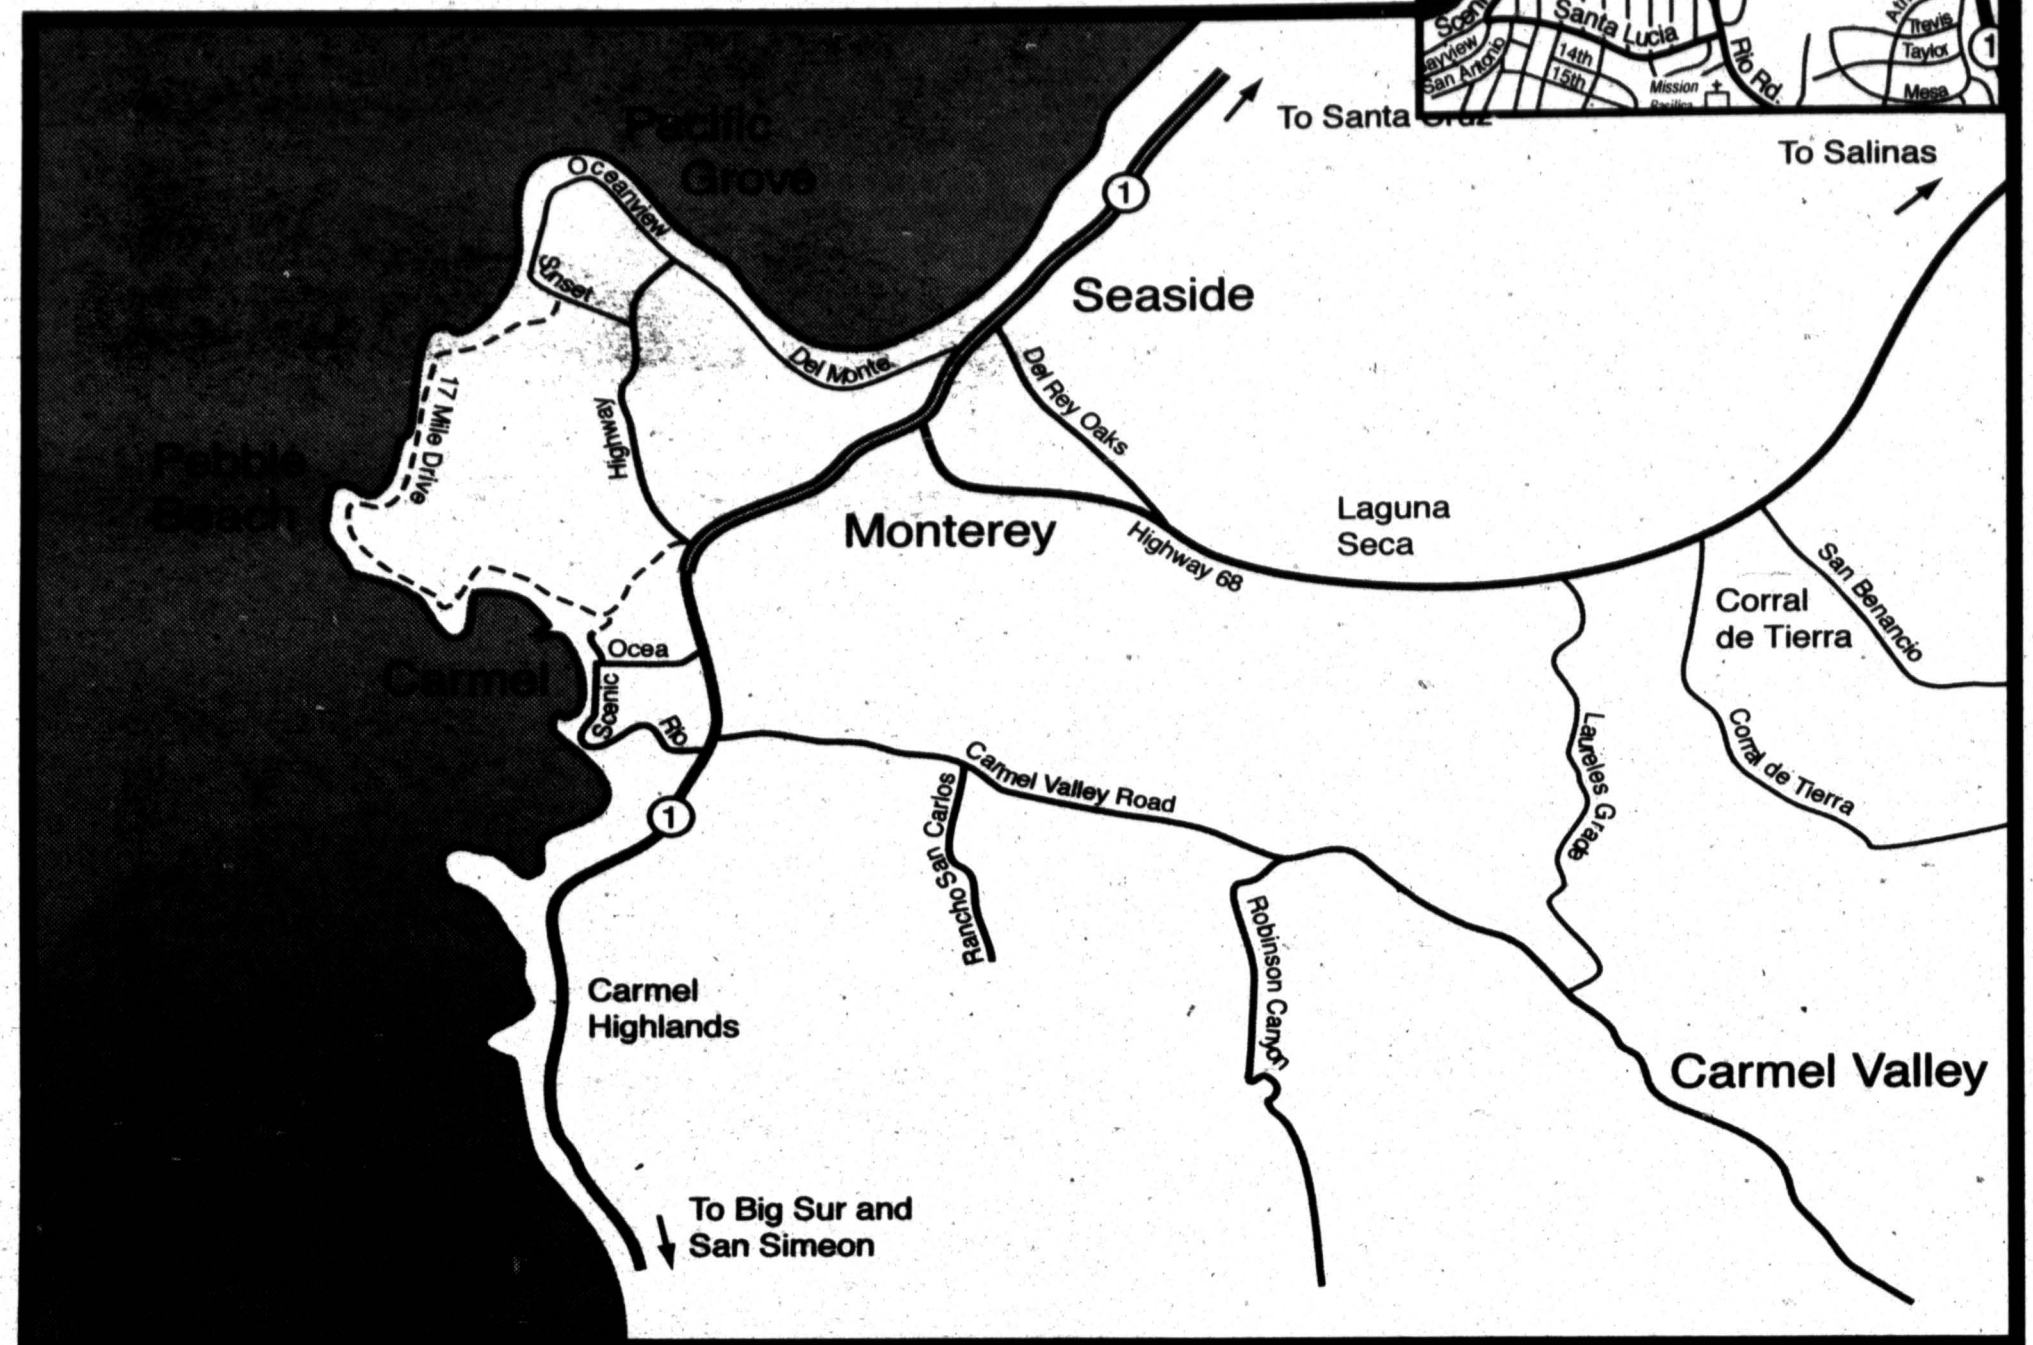 Santa Lucia
Trevis
14th
Taylor
1
San Antonio
15th
Rio Rd.
Mission
Mesa
To Santa Cruz
To Salinas
Pacific
Grove
Oceanview
1
Sunset
Seaside
Del Monte
Del Rey Oaks
17 Mile Drive
Highway
Pebble
Beach
Monterey
Highway 68
Laguna
Seca
San Benancio
Corral
de Tierra
Ocea
Carmel
Scenic
Rio
Laureles Grade
Corral de Tierra
Carmel Valley Road
1
Rancho San Carlos
Robinson Canyon
Carmel
Highlands
Carmel Valley
To Big Sur and
San Simeon